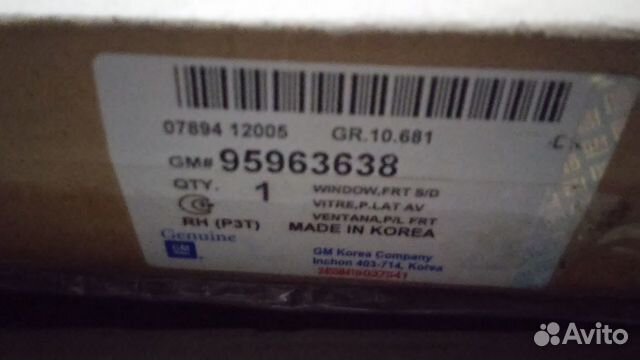 07894 12005 GR.10.681
GM# 95963638
QTY. 1
WINDOW,FRT S/D
VITRE,P.LAT AV
VENTANA,P/L FRT
RH (P3T) MADE IN KOREA
Genuine
GM
GM Korea Company
Inchon 403-714, Korea
Avito